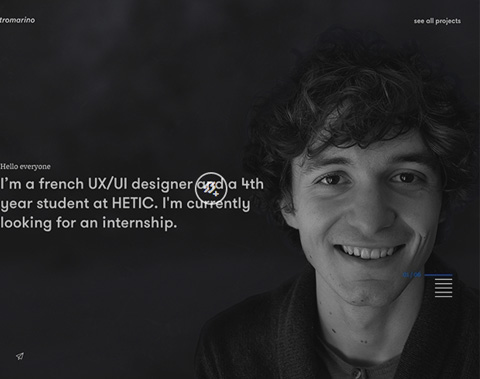 tromarino
see all projects
Hello everyone
I'm a french UX/UI designer and a 4th
year student at HETIC. I'm currently
looking for an internship.